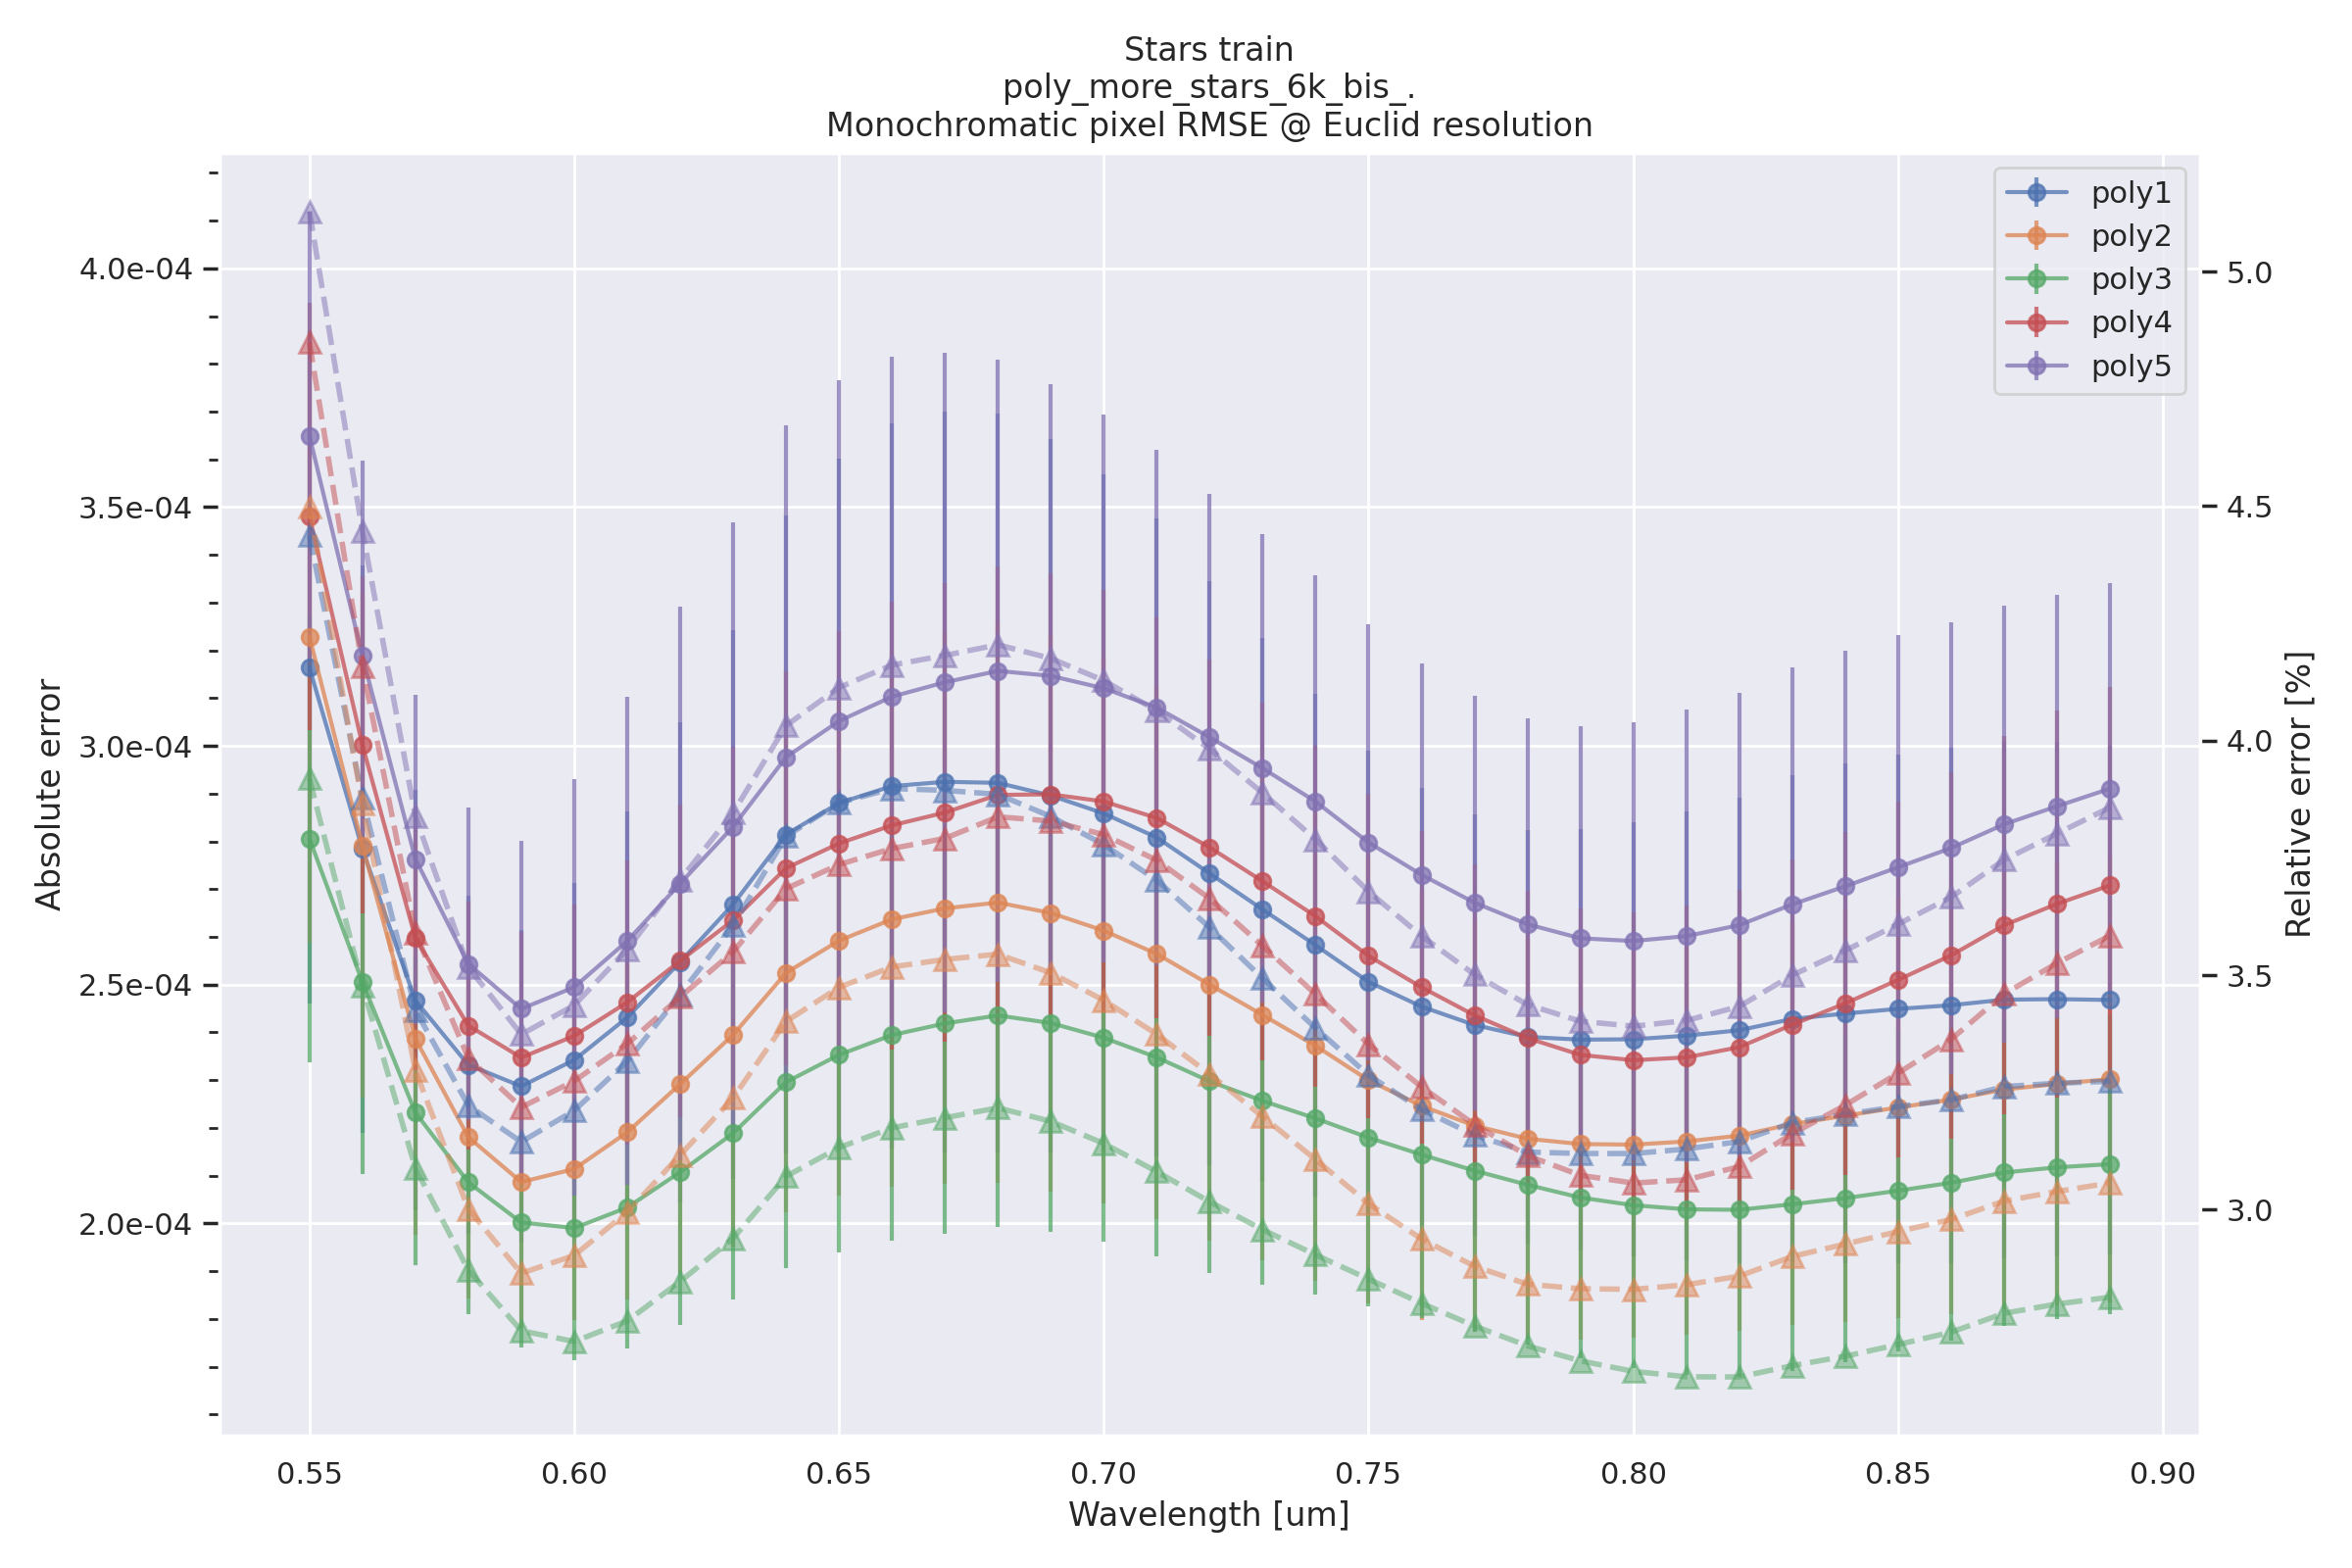 Stars train
poly_more_stars_6k_bis_.
Monochromatic pixel RMSE @ Euclid resolution
poly1
poly2
poly3
poly4
poly5
4.0e-04
3.5e-04
3.0e-04
2.5e-04
2.0e-04
Absolute error
5.0
4.5
4.0
3.5
3.0
Relative error [%]
0.55 0.60 0.65 0.70 0.75 0.80 0.85 0.90
Wavelength [um]